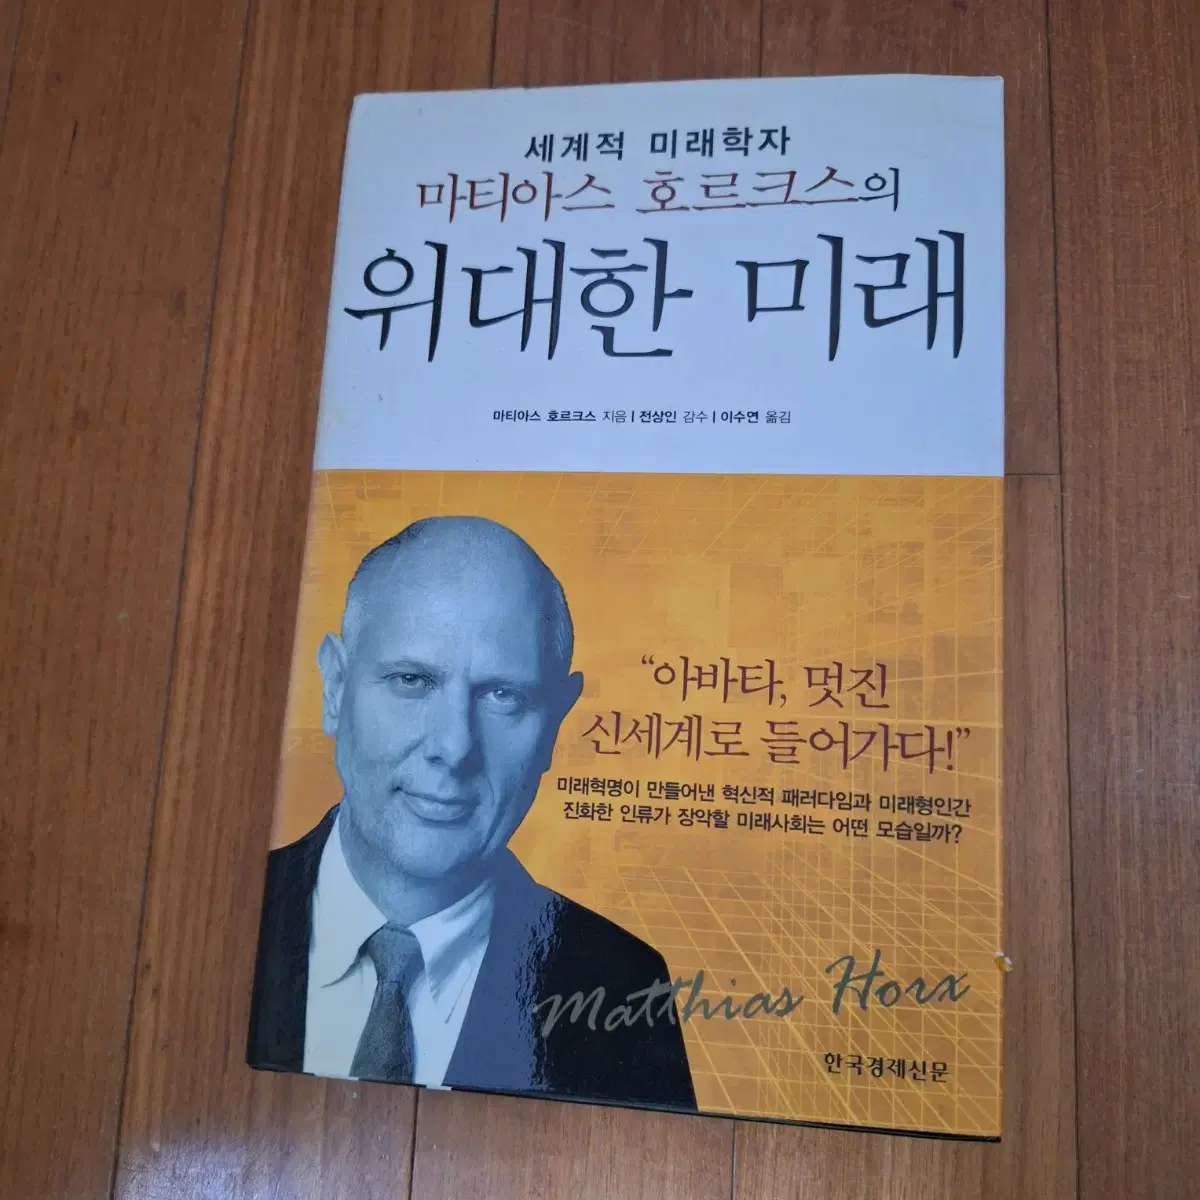 세계적 미래학자
마티아스 호르크스의
위대한 미래
마티아스 호르크스 지음 | 전상인 감수 | 이수연 옮김
“아바타, 멋진
신세계로 들어가다!”
미래혁명이 만들어낸 혁신적 패러다임과 미래형인간
진화한 인류가 장악할 미래사회는 어떤 모습일까?
Matthias Horx
한국경제신문